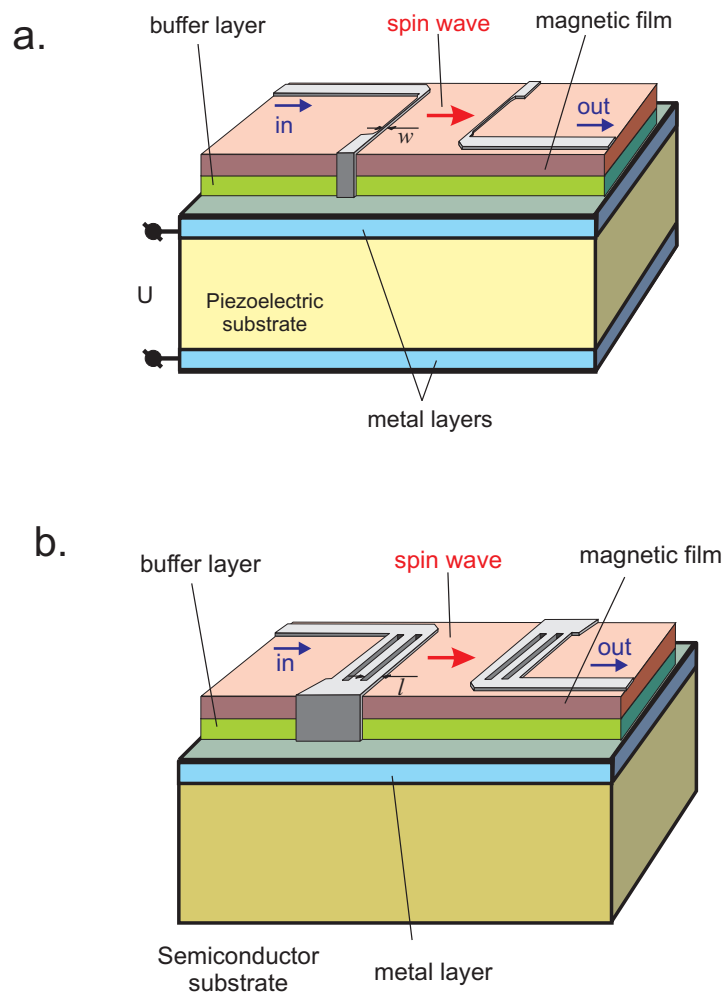 a.
buffer layer
spin wave
magnetic film
in
w
out
U
Piezoelectric
substrate
metal layers
b.
buffer layer
spin wave
magnetic film
in
l
out
Semiconductor
substrate
metal layer